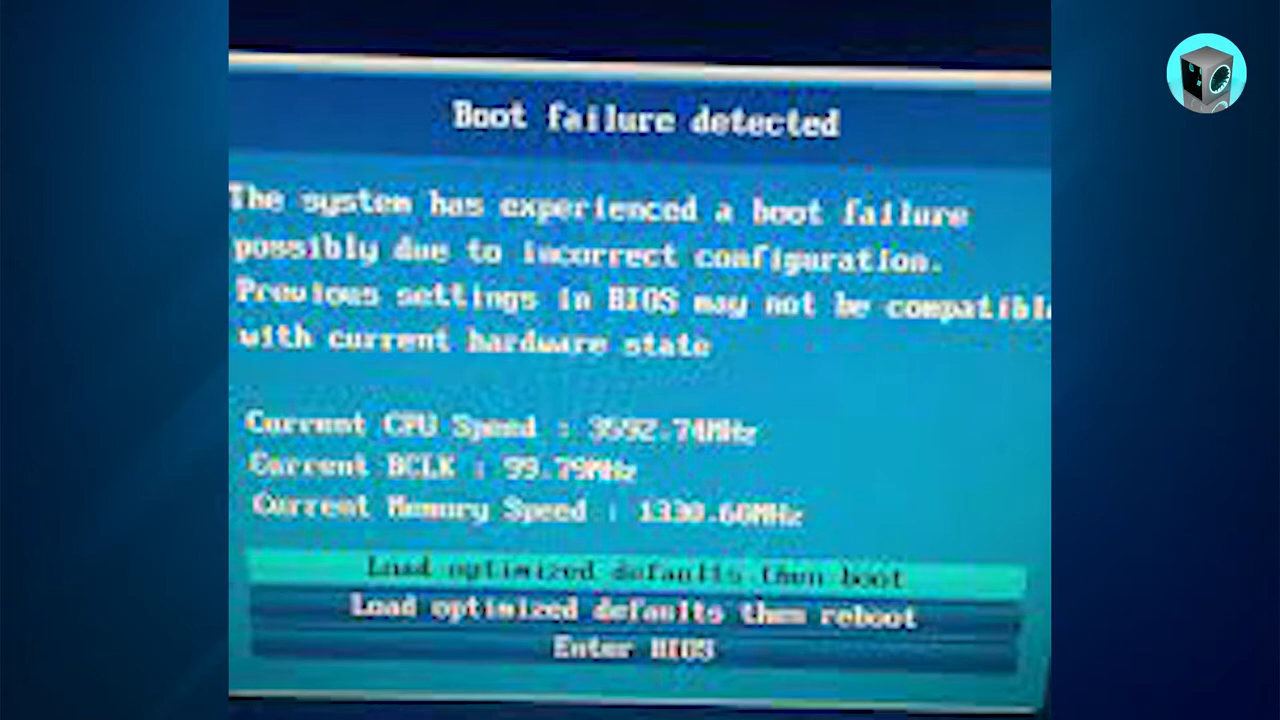 Boot failure detected
The system has experienced a boot failure
possibly due to incorrect configuration.
Previous settings in BIOS may not be compatible
with current hardware state
Current CPU Speed : 3592.74MHz
Current BCLK : 99.79MHz
Current Memory Speed : 1330.60MHz
Load optimized defaults then boot
Load optimized defaults then reboot
Enter BIOS